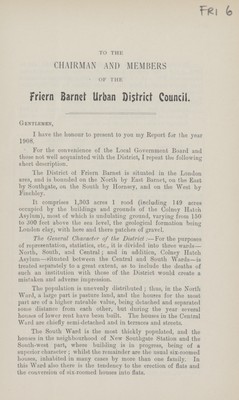 FRI 6
TO THE
CHAIRMAN AND MEMBERS
OF THE
Friern Barnet Urban District Council.
GENTLEMEN,
I have the honour to present to you my Report for the year
1908.
For the convenience of the Local Government Board and
those not well acquainted with the District, I repeat the following
short description.
The District of Friern Barnet is situated in the London
area, and is bounded on the North by East Barnet, on the East
by Southgate, on the South by Hornsey, and on the West by
Finchley.
It comprises 1,303 acres 1 rood (including 149 acres
occupied by the buildings and grounds of the Colney Hatch
Asylum), most of which is undulating ground, varying from 150
to 300 feet above the sea level, the geological formation being
London clay, with here and there patches of gravel.
The General Character of the District:—For the purposes
of representation, statistics, etc., it is divided into three wards—
North, South, and Central; and in addition, Colney Hatch
Asylum—situated between the Central and South Wards—is
treated separately to a great extent, as to include the deaths of
such an institution with those of the District would create a
mistaken and adverse impression.
The population is unevenly distributed; thus, in the North
Ward, a large part is pasture land, and the houses for the most
part are of a higher rateable value, being detached and separated
some distance from each other, but during the year several
houses of lower rent have been built. The houses in the Central
Ward are chiefly semi-detached and in terraces and streets.
The South Ward is the most thickly populated, and the
houses in the neighbourhood of New Southgate Station and the
South-west part, where building is in progress, being of a
superior character; whilst the remainder are the usual six-roomed
houses, inhabited in many cases by more than one family. In
this Ward also there is the tendency to the erection of flats and
the conversion of six-roomed houses into flats.